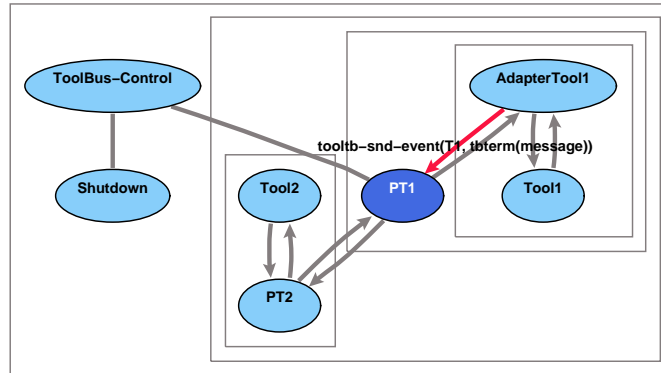 ToolBus−Control
AdapterTool1
tooltb−snd−event(T1, tbterm(message))
Shutdown
Tool2
PT1
Tool1
PT2